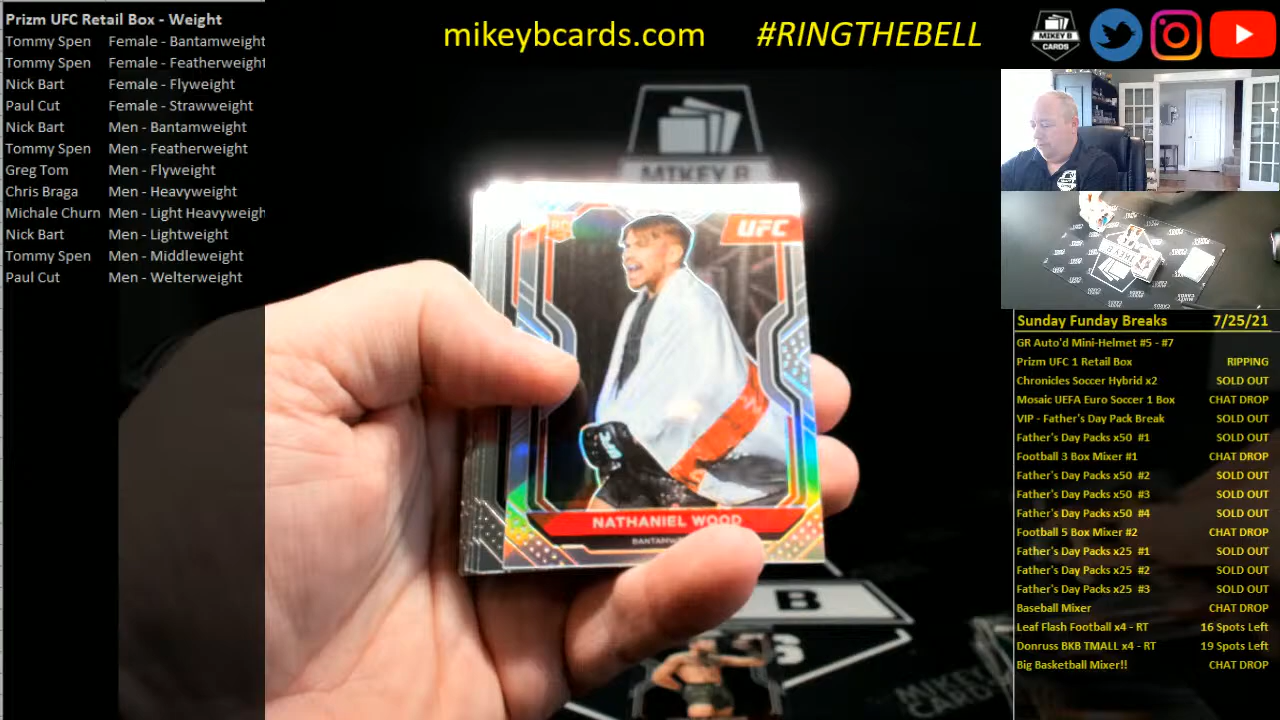 Prizm UFC Retail Box - Weight
Tommy Spen Female - Bantamweight
Tommy Spen Female - Featherweight
Nick Bart Female - Flyweight
Paul Cut Female - Strawweight
Nick Bart Men - Bantamweight
Tommy Spen Men - Featherweight
Greg Tom Men - Flyweight
Chris Braga Men - Heavyweight
Michale Churn Men - Light Heavyweigh
Nick Bart Men - Lightweight
Tommy Spen Men - Middleweight
Paul Cut Men - Welterweight
mikeybcards.com #RINGTHEBELL
MIKEY B
CARDS
MIKEY B
RC
UFC
NATHANIEL WOOD
B
MIKEY
Sunday Funday Breaks 7/25/21
GR Auto'd Mini-Helmet #5 - #7
Prizm UFC 1 Retail Box RIPPING
Chronicles Soccer Hybrid x2 SOLD OUT
Mosaic UEFA Euro Soccer 1 Box CHAT DROP
VIP - Father's Day Pack Break SOLD OUT
Father's Day Packs x50 #1 SOLD OUT
Football 3 Box Mixer #1 CHAT DROP
Father's Day Packs x50 #2 SOLD OUT
Father's Day Packs x50 #3 SOLD OUT
Father's Day Packs x50 #4 SOLD OUT
Football 5 Box Mixer #2 CHAT DROP
Father's Day Packs x25 #1 SOLD OUT
Father's Day Packs x25 #2 SOLD OUT
Father's Day Packs x25 #3 SOLD OUT
Baseball Mixer CHAT DROP
Leaf Flash Football x4 - RT 16 Spots Left
Donruss BKB TMALL x4 - RT 19 Spots Left
Big Basketball Mixer!! CHAT DROP